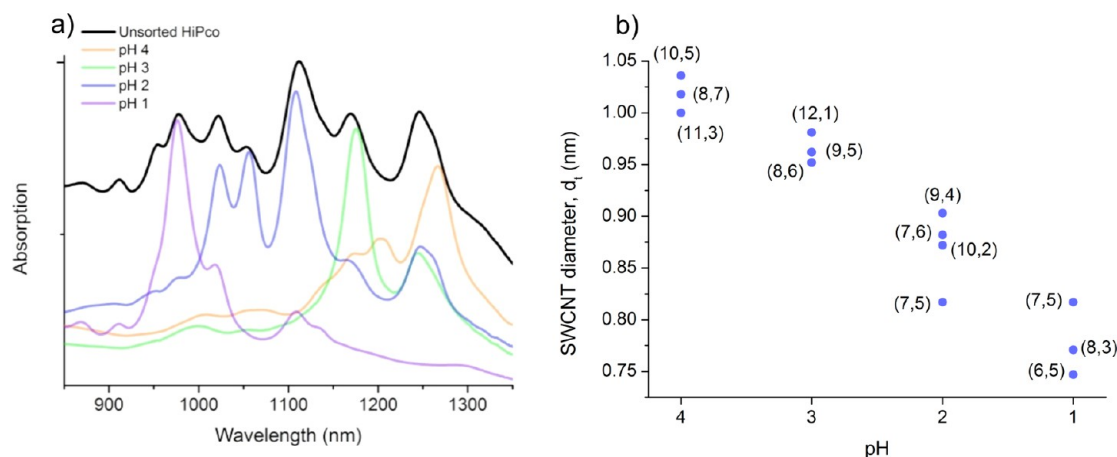 a)
Unsorted HiPco
pH 4
pH 3
pH 2
pH 1
Absorption
900 1000 1100 1200 1300
Wavelength (nm)
b)
SWCNT diameter, dt (nm)
1.05
1.00
0.95
0.90
0.85
0.80
0.75
(10,5)
(8,7)
(11,3)
(12,1)
(9,5)
(8,6)
(9,4)
(7,6)
(10,2)
(7,5)
(7,5)
(8,3)
(6,5)
4 3 2 1
pH